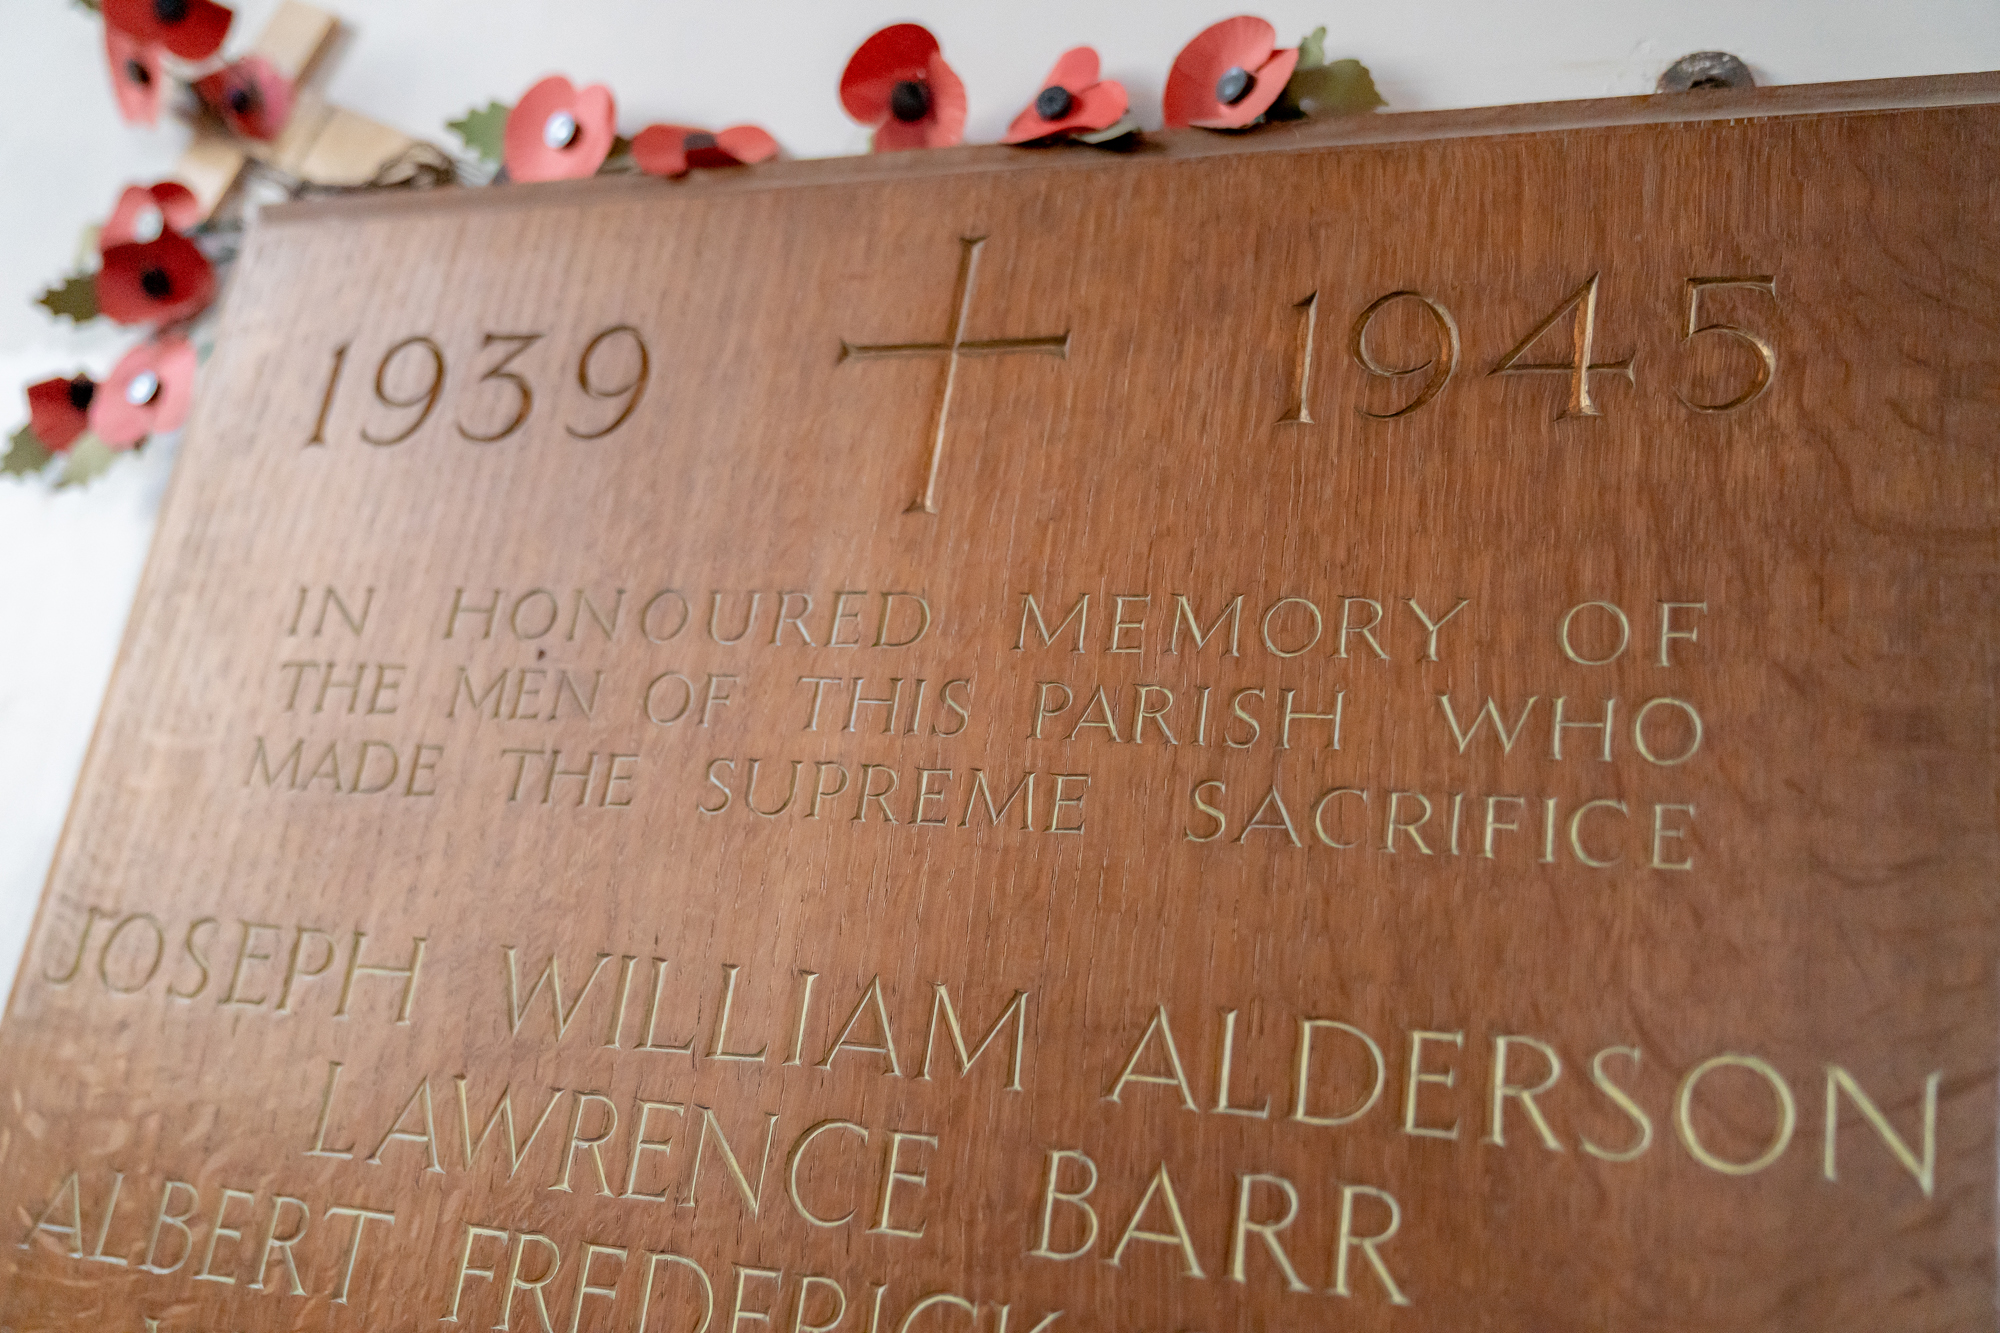 1939 1945
IN HONOURED MEMORY OF
THE MEN OF THIS PARISH WHO
MADE THE SUPREME SACRIFICE
JOSEPH WILLIAM ALDERSON
LAWRENCE BARR
ALBERT FREDERICK